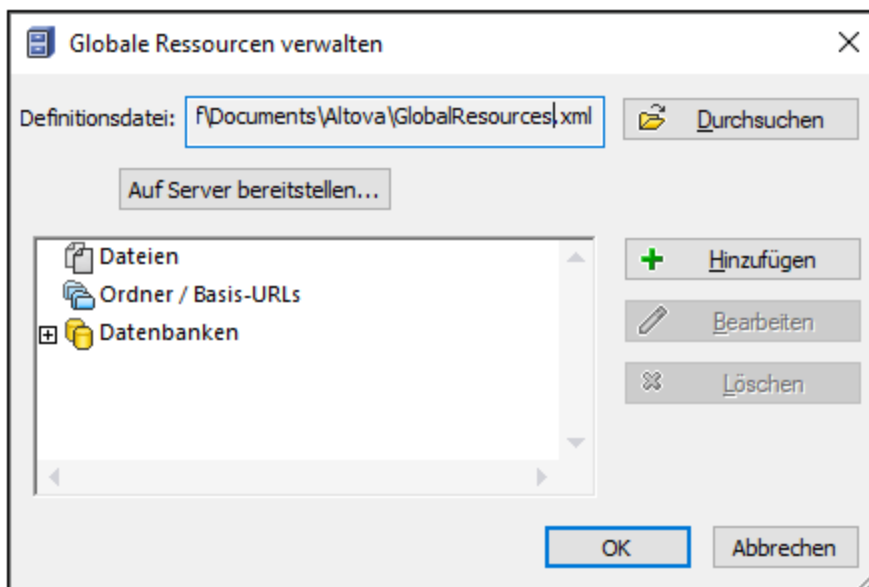 Globale Ressourcen verwalten
Definitionsdatei: f\Documents\Altova\GlobalResources.xml Durchsuchen
Auf Server bereitstellen...
Dateien
Ordner / Basis-URLs
Datenbanken
Hinzufügen
Bearbeiten
Löschen
OK Abbrechen